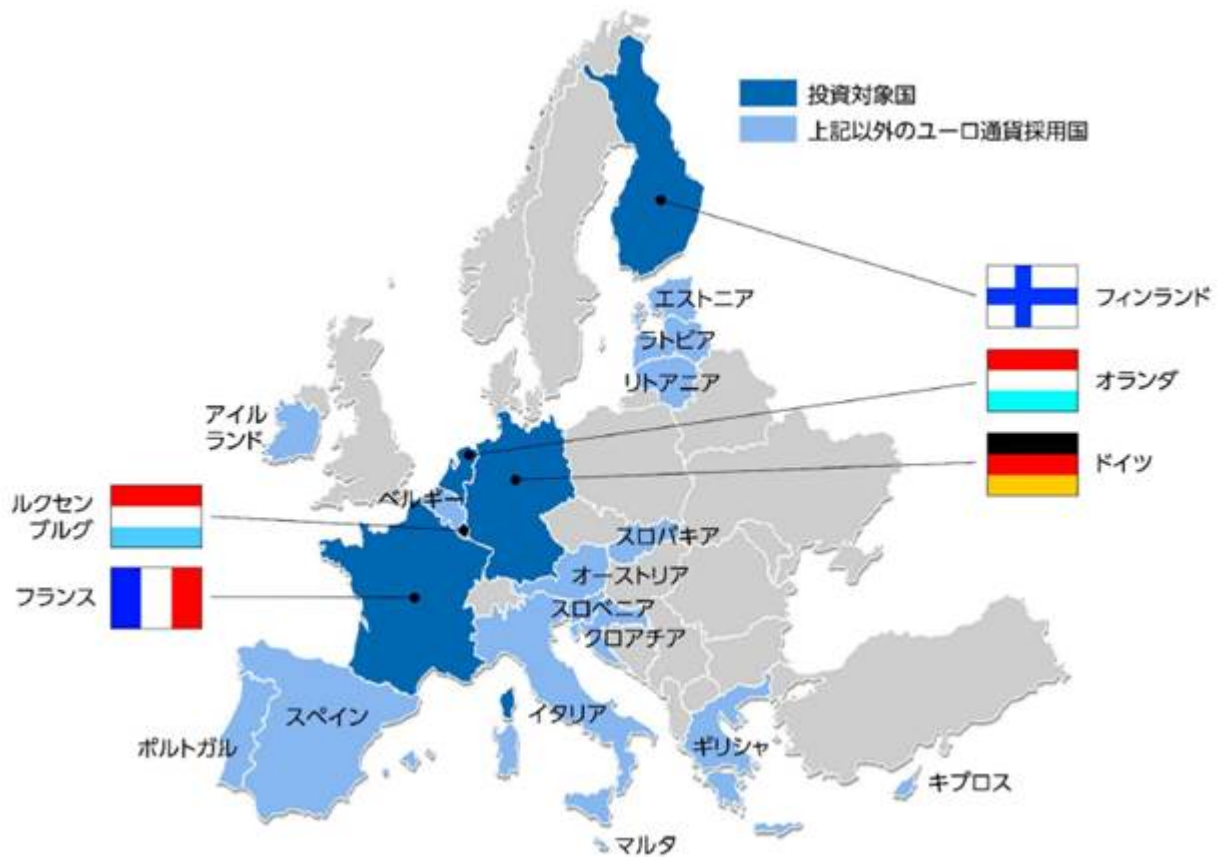 投資対象国
上記以外のユーロ通貨採用国
フィンランド
エストニア
ラトビア
リトアニア
オランダ
アイル
ランド
ドイツ
ベルギー
ルクセン
ブルグ
スロバキア
オーストリア
フランス
スロベニア
クロアチア
スペイン
イタリア
ポルトガル
ギリシャ
キプロス
マルタ